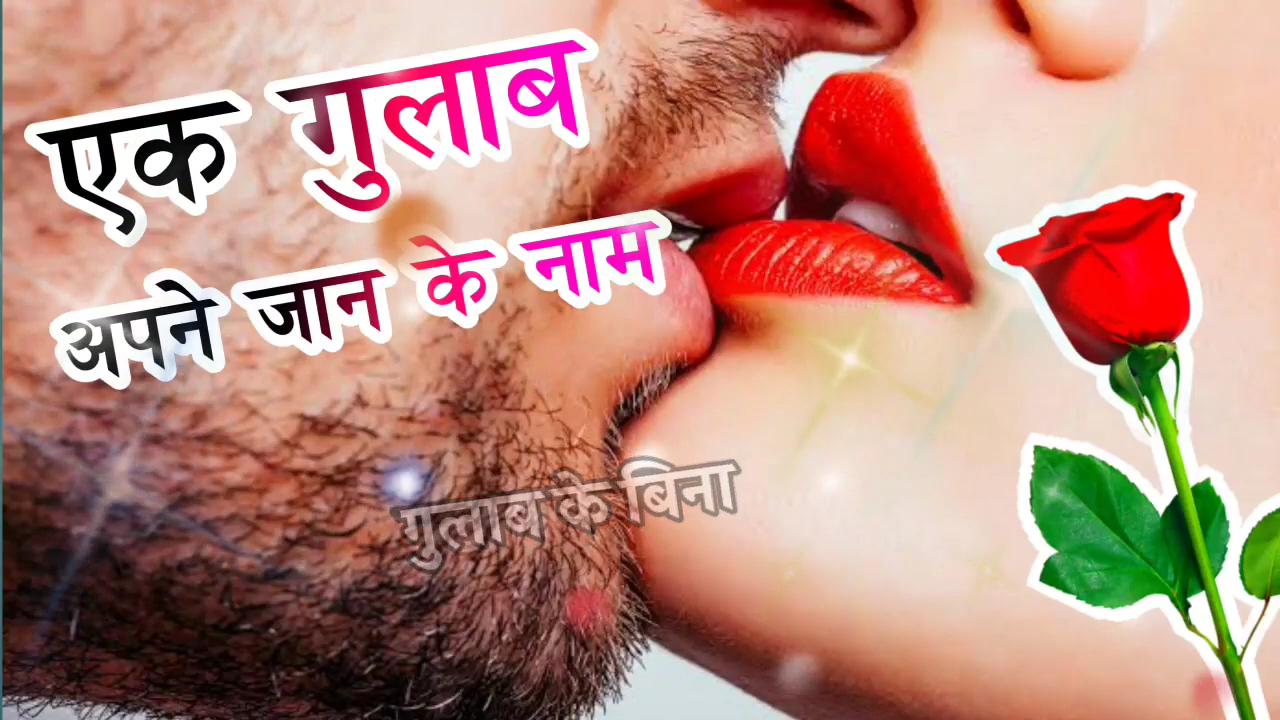 एक गुलाब
अपने जान के नाम
गुलाब के बिना